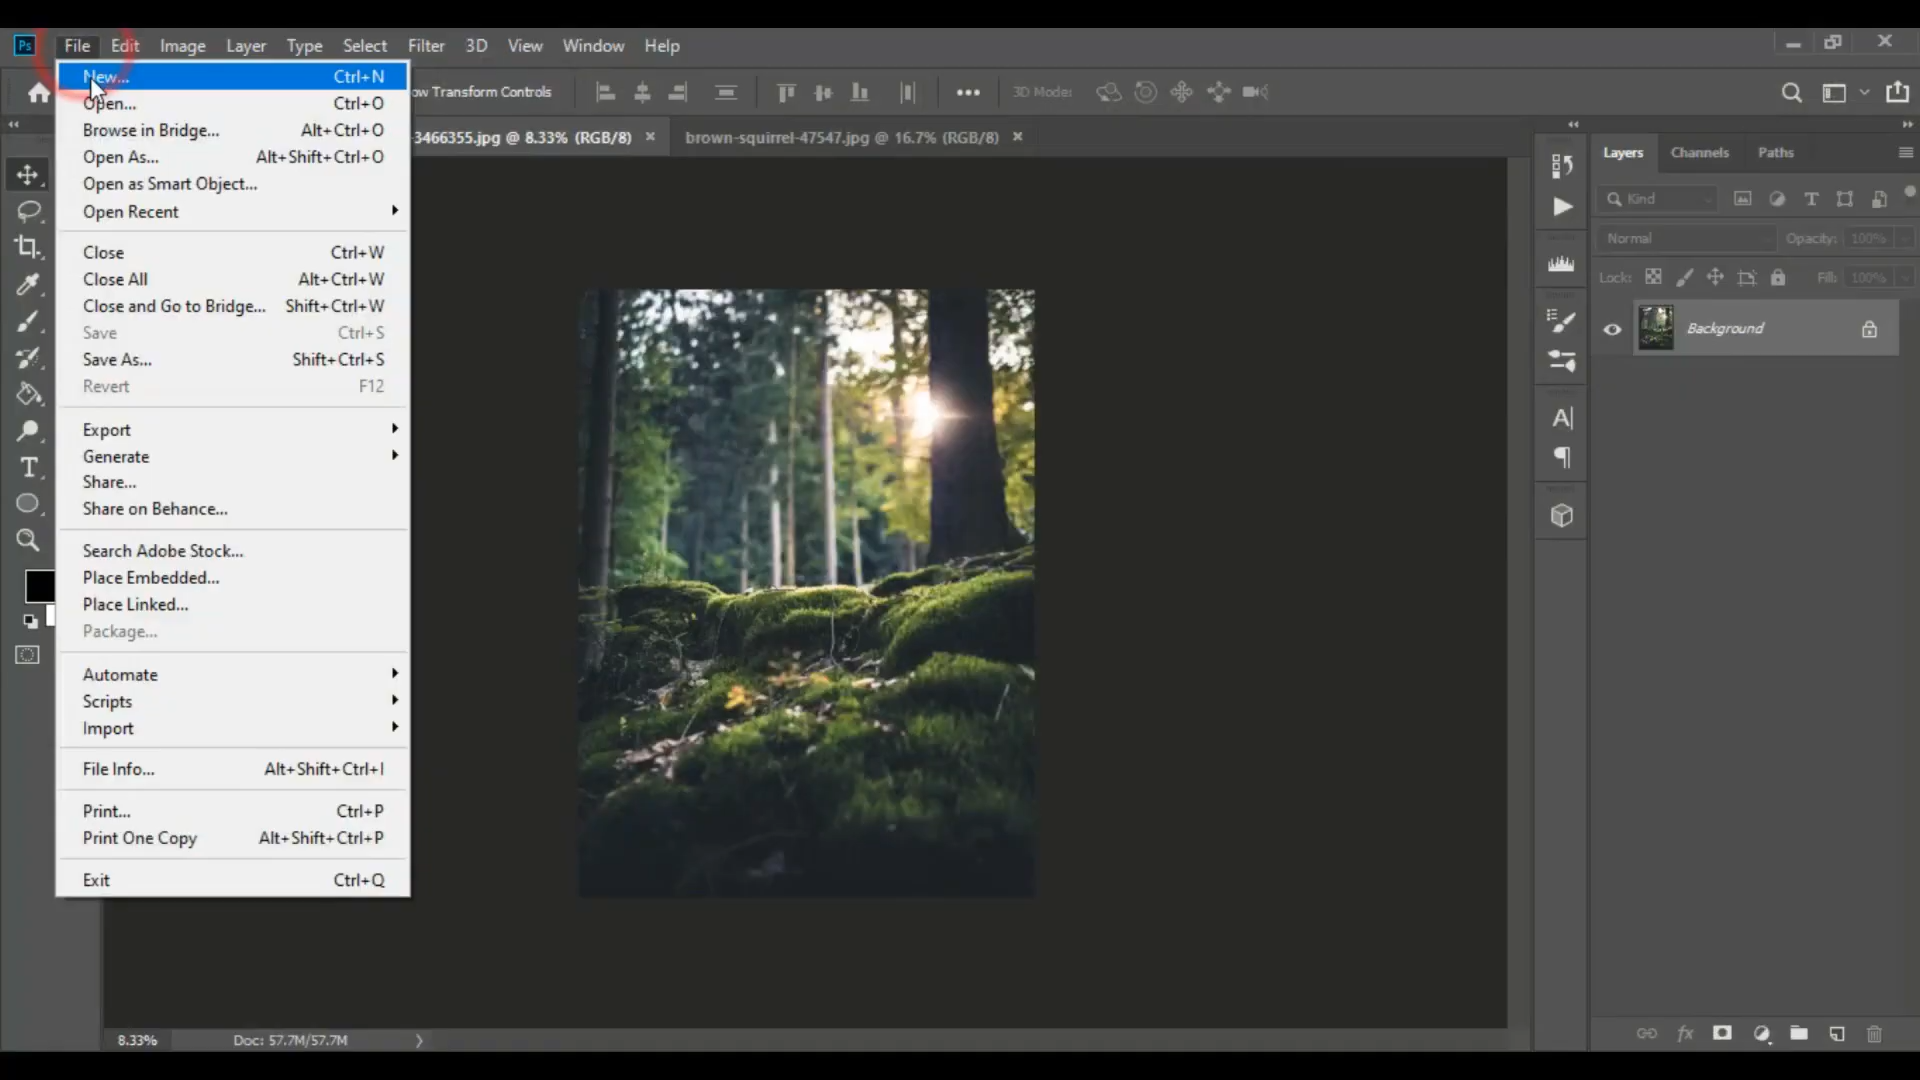 Ps File Edit Image Layer Type Select Filter 3D View Window Help
New... Ctrl+N
Open... Ctrl+O
Browse in Bridge... Alt+Ctrl+O
Open As... Alt+Shift+Ctrl+O
Open as Smart Object...
Open Recent
Close Ctrl+W
Close All Alt+Ctrl+W
Close and Go to Bridge... Shift+Ctrl+W
Save Ctrl+S
Save As... Shift+Ctrl+S
Revert F12
Export
Generate
Share...
Share on Behance...
Search Adobe Stock...
Place Embedded...
Place Linked...
Package...
Automate
Scripts
Import
File Info... Alt+Shift+Ctrl+I
Print... Ctrl+P
Print One Copy Alt+Shift+Ctrl+P
Exit Ctrl+Q
Transform Controls
3D Mode:
3466355.jpg @ 8.33% (RGB/8)
brown-squirrel-47547.jpg @ 16.7% (RGB/8)
Layers Channels Paths
Kind
Normal Opacity: 100%
Lock: Fill: 100%
Background
8.33% Doc: 57.7M/57.7M